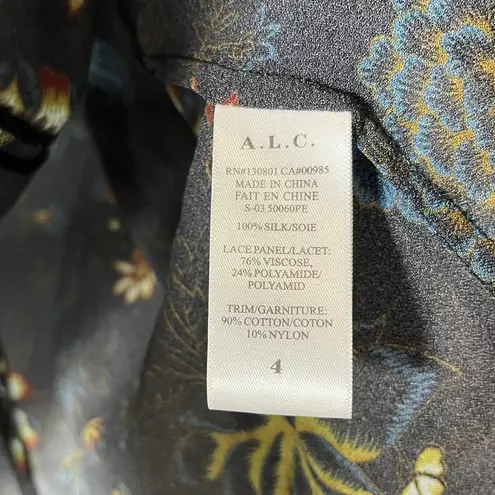 A.L.C.
RN#130801 CA#00985
MADE IN CHINA
FAIT EN CHINE
S-03 50060PE
100% SILK/SOIE
LACE PANEL/LACET:
76% VISCOSE,
24% POLYAMIDE/
POLYAMID
TRIM/GARNITURE:
90% COTTON/COTON
10% NYLON
4